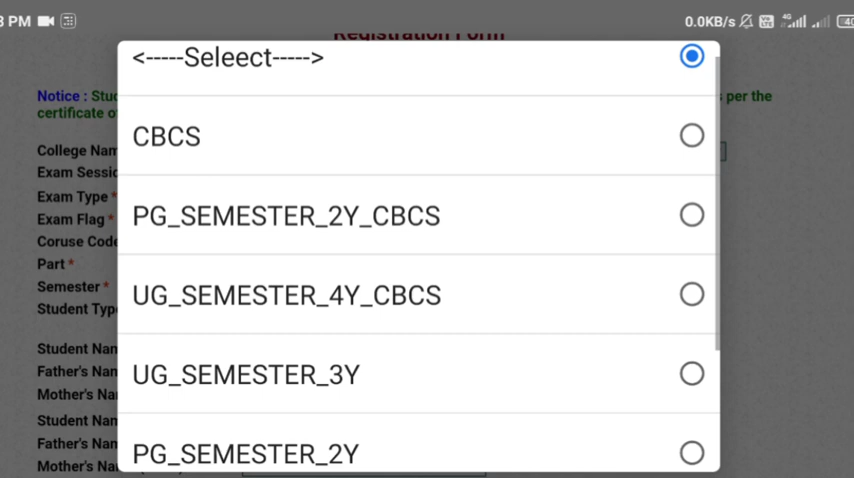 PM
0.0KB/s
4G
Registration Form
<-----Seleect----->
Notice : Stu
s per the
certificate o
CBCS
College Nam
Exam Sessio
Exam Type *
PG_SEMESTER_2Y_CBCS
Exam Flag *
Coruse Code
Part *
Semester *
UG_SEMESTER_4Y_CBCS
Student Typ
Student Nam
UG_SEMESTER_3Y
Father's Nam
Mother's Na
Student Nam
Father's Nam
PG_SEMESTER_2Y
Mother's Na